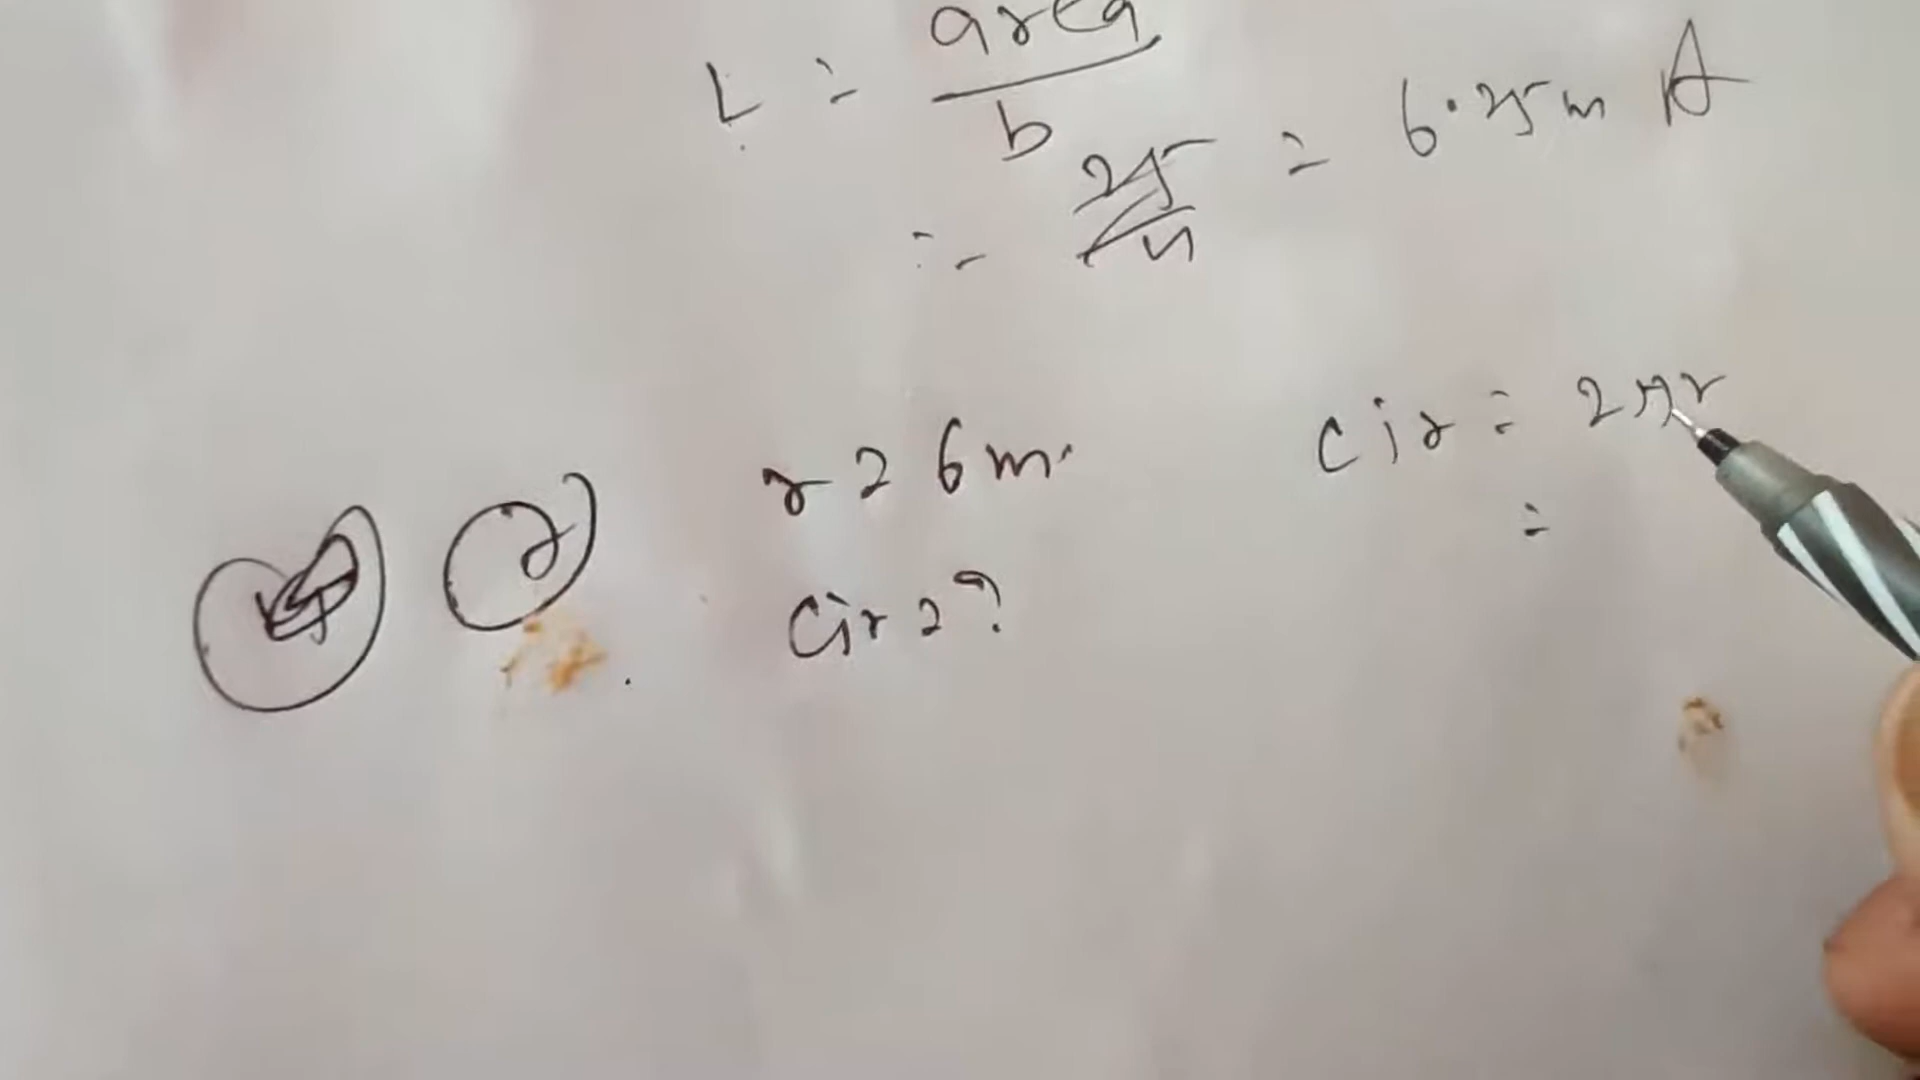 L = area/b
= 25/4 = 6.25m A
r = 6m.
Cir = ?
Cir = 2πr
=